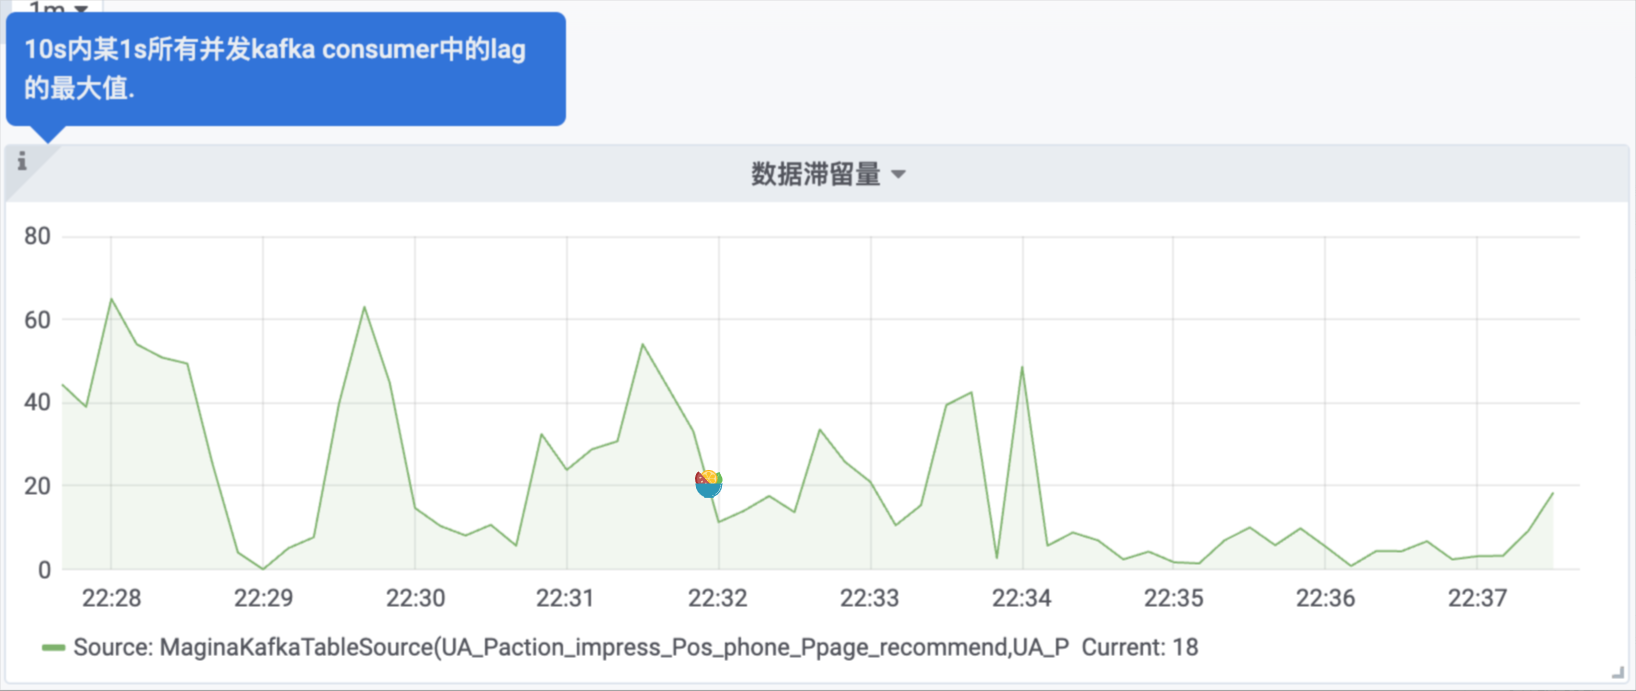 1m
10s内某1s所有并发kafka consumer中的lag
的最大值.
i
数据滞留量
80
60
40
20
0
22:28 22:29 22:30 22:31 22:32 22:33 22:34 22:35 22:36 22:37
Source: MaginaKafkaTableSource(UA_Paction_impress_Pos_phone_Ppage_recommend,UA_P Current: 18